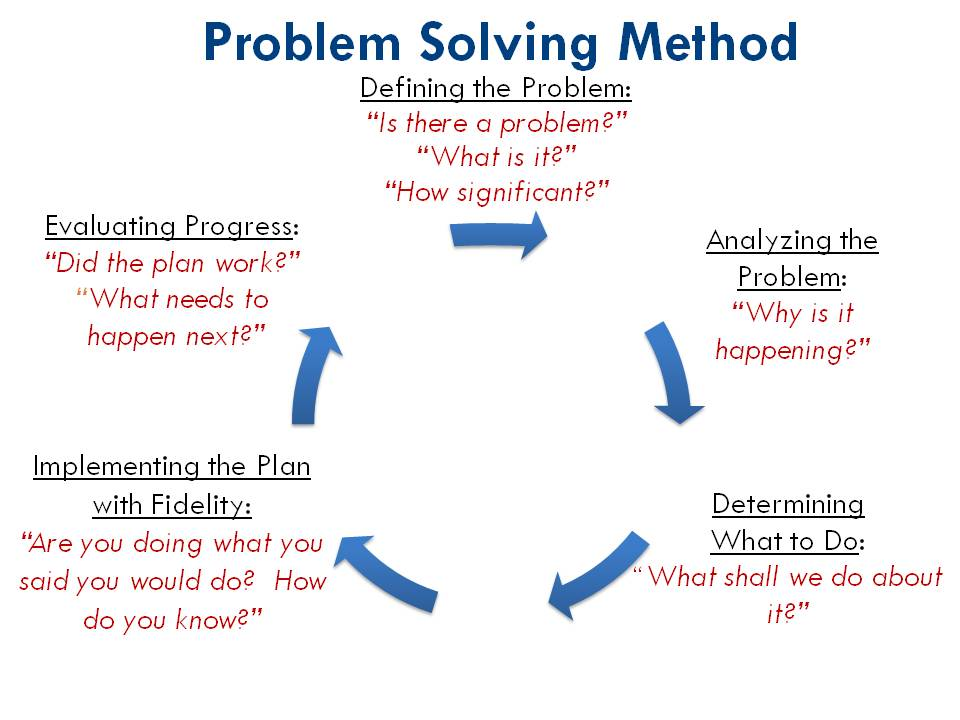 Problem Solving Method
Defining the Problem:
“Is there a problem?”
“What is it?”
“How significant?”
Analyzing the
Problem:
“Why is it
happening?”
Determining
What to Do:
“What shall we do about
it?”
Implementing the Plan
with Fidelity:
“Are you doing what you
said you would do?  How
do you know?”
Evaluating Progress:
“Did the plan work?”
“What needs to
happen next?”